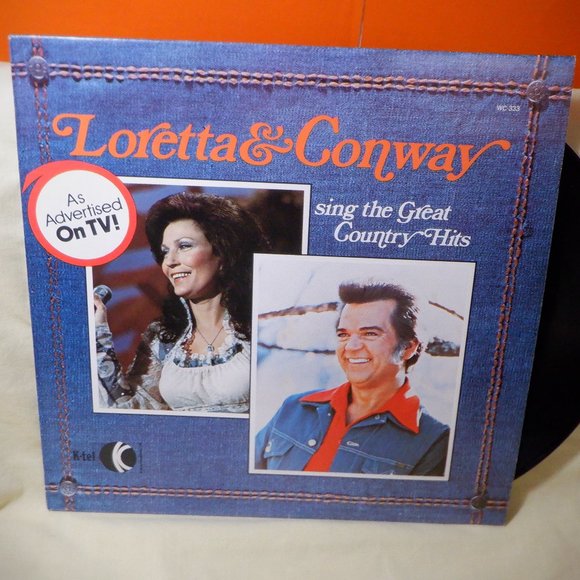 WC 333
Loretta & Conway
As
Advertised
On TV!
sing the Great
Country Hits
K-tel